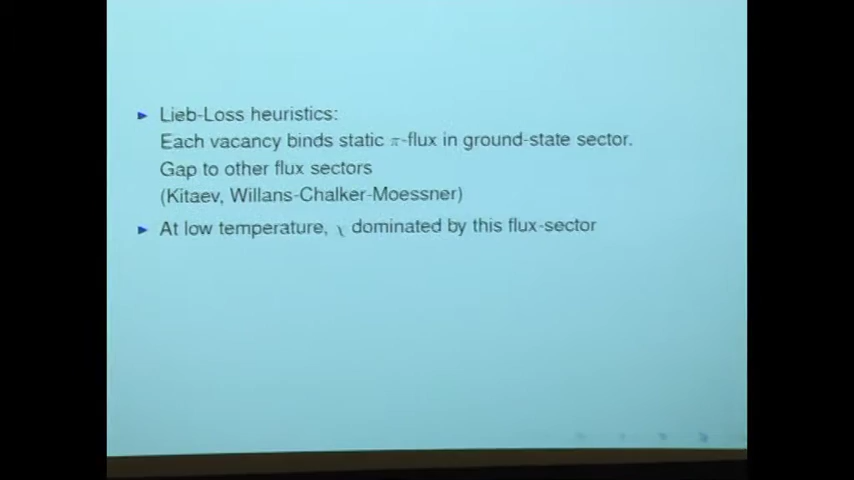 Lieb-Loss heuristics:
Each vacancy binds static π-flux in ground-state sector.
Gap to other flux sectors
(Kitaev, Willans-Chalker-Moessner)
At low temperature, χ dominated by this flux-sector